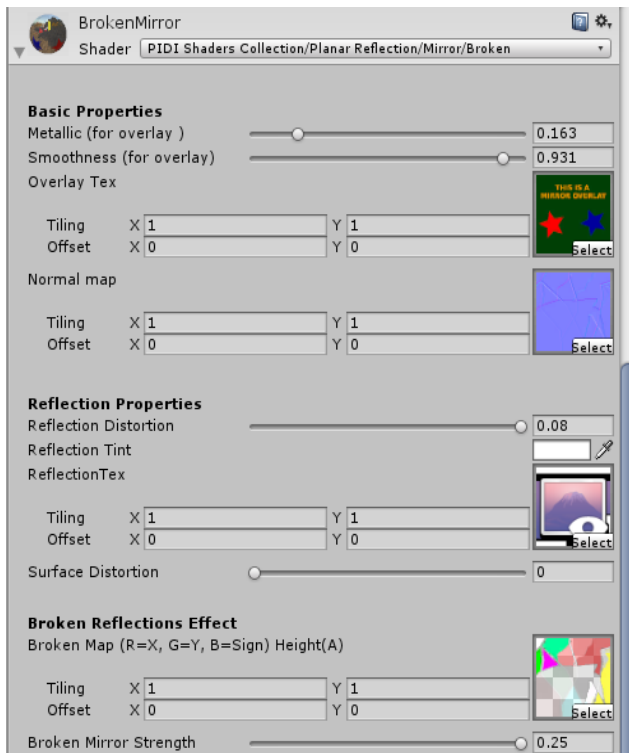 BrokenMirror
Shader PIDI Shaders Collection/Planar Reflection/Mirror/Broken
Basic Properties
Metallic (for overlay ) 0.163
Smoothness (for overlay) 0.931
Overlay Tex
THIS IS A
MIRROR OVERLAY
Tiling X 1 Y 1
Offset X 0 Y 0
Select
Normal map
Tiling X 1 Y 1
Offset X 0 Y 0
Select
Reflection Properties
Reflection Distortion 0.08
Reflection Tint
ReflectionTex
Tiling X 1 Y 1
Offset X 0 Y 0
Select
Surface Distortion 0
Broken Reflections Effect
Broken Map (R=X, G=Y, B=Sign) Height(A)
Tiling X 1 Y 1
Offset X 0 Y 0
Select
Broken Mirror Strength 0.25